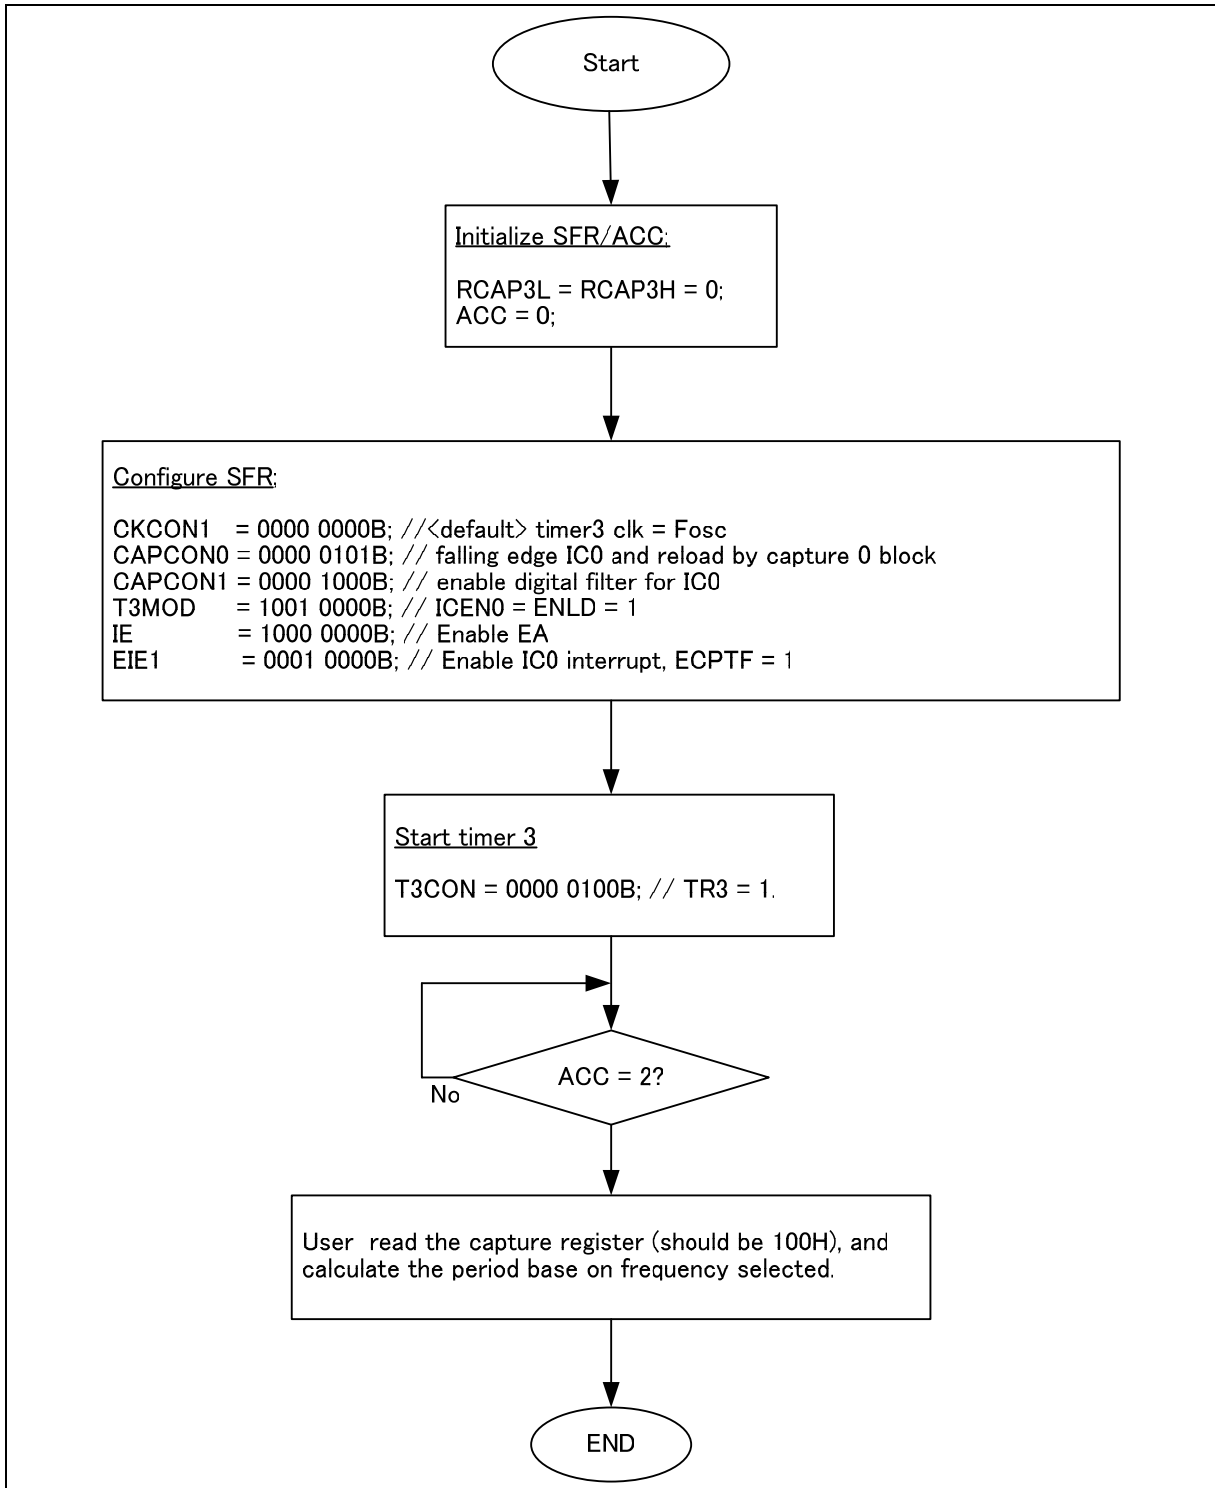 Start
Initialize SFR/ACC;
RCAP3L = RCAP3H = 0;
ACC = 0;
Configure SFR;
CKCON1 = 0000 0000B; //<default> timer3 clk = Fosc
CAPCON0 = 0000 0101B; // falling edge IC0 and reload by capture 0 block
CAPCON1 = 0000 1000B; // enable digital filter for IC0
T3MOD = 1001 0000B; // ICEN0 = ENLD = 1
IE = 1000 0000B; // Enable EA
EIE1 = 0001 0000B; // Enable IC0 interrupt, ECPTF = 1
Start timer 3
T3CON = 0000 0100B; // TR3 = 1.
ACC = 2?
No
User read the capture register (should be 100H), and
calculate the period base on frequency selected.
END